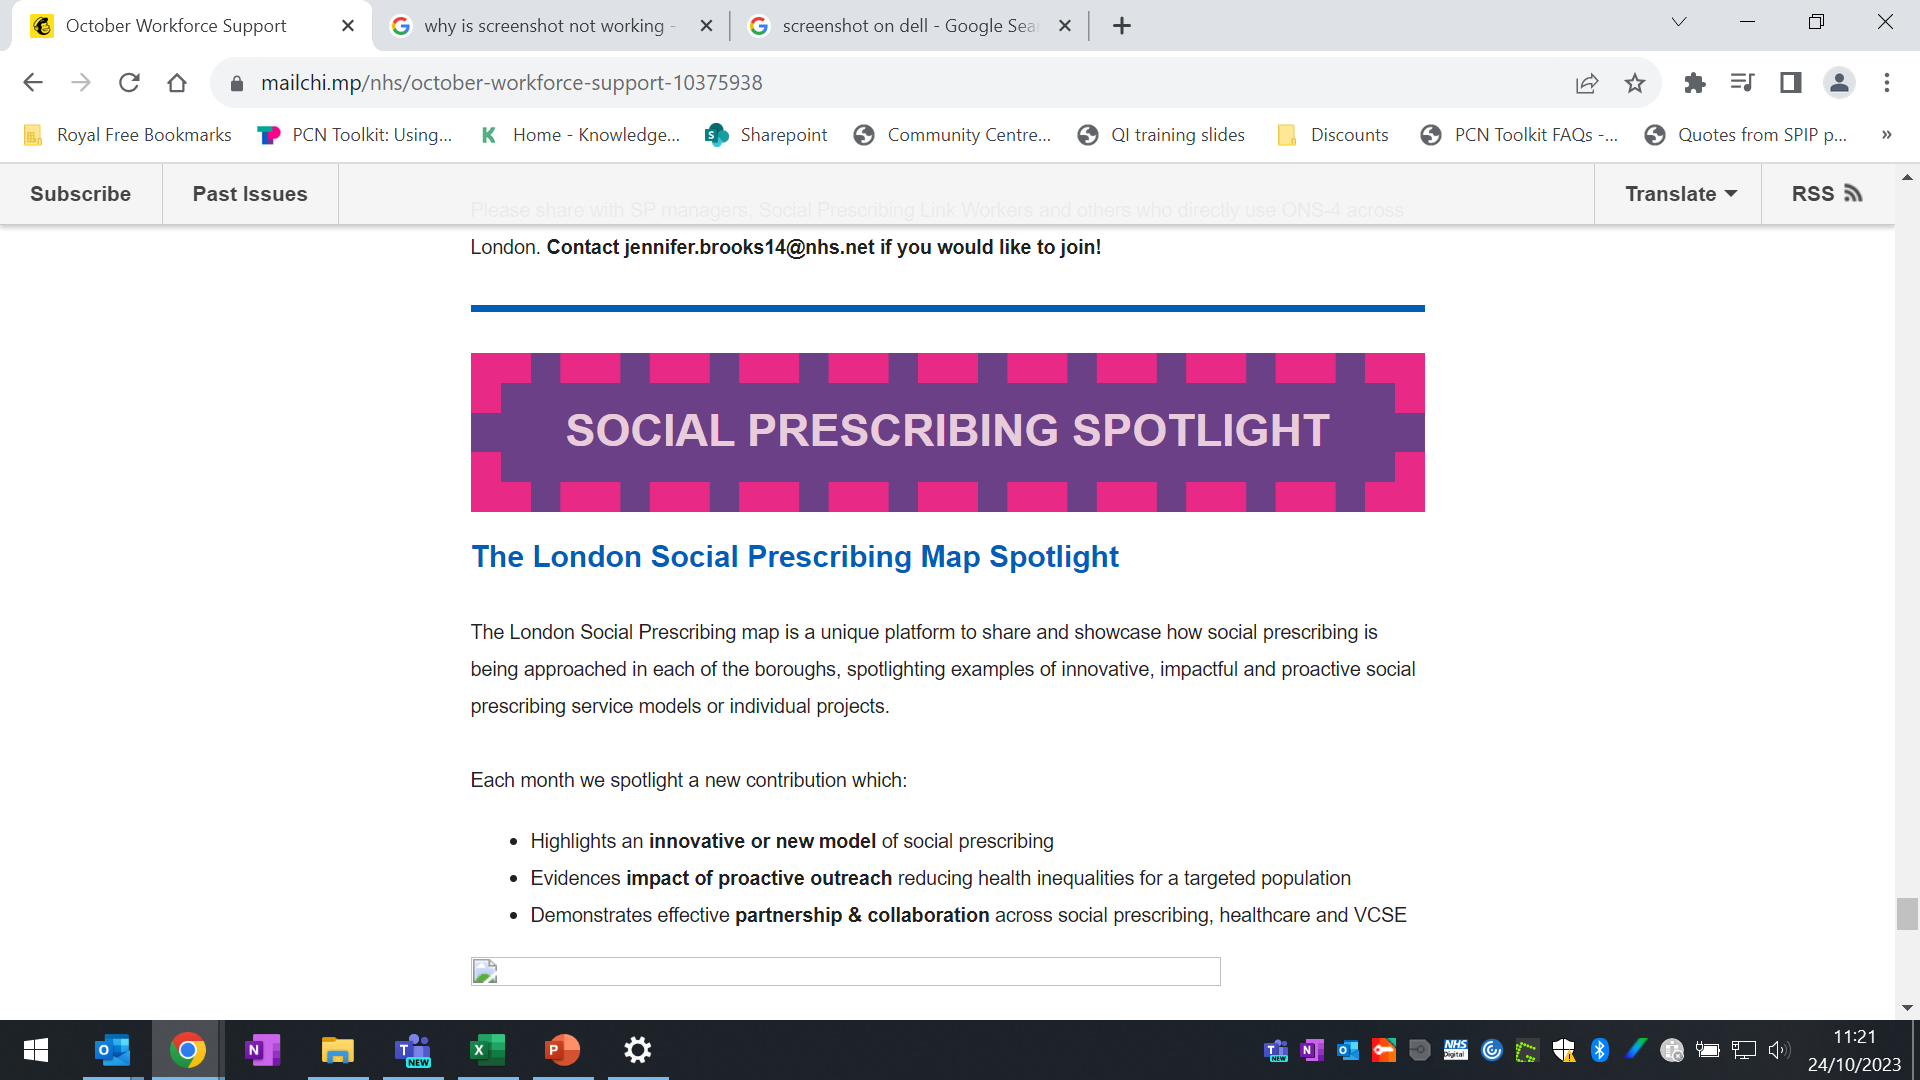 October Workforce Support
why is screenshot not working -
screenshot on dell - Google Sea
mailchi.mp/nhs/october-workforce-support-10375938
Royal Free Bookmarks
PCN Toolkit: Using...
Home - Knowledge...
Sharepoint
Community Centre...
QI training slides
Discounts
PCN Toolkit FAQs -...
Quotes from SPIP p...
»
Subscribe
Past Issues
Translate
RSS
Please share with SP managers, Social Prescribing Link Workers and others who directly use ONS-4 across
London. Contact jennifer.brooks14@nhs.net if you would like to join!
SOCIAL PRESCRIBING SPOTLIGHT
The London Social Prescribing Map Spotlight
The London Social Prescribing map is a unique platform to share and showcase how social prescribing is
being approached in each of the boroughs, spotlighting examples of innovative, impactful and proactive social
prescribing service models or individual projects.
Each month we spotlight a new contribution which:
• Highlights an innovative or new model of social prescribing
• Evidences impact of proactive outreach reducing health inequalities for a targeted population
• Demonstrates effective partnership & collaboration across social prescribing, healthcare and VCSE
NEW
NHS
Digital
11:21
24/10/2023